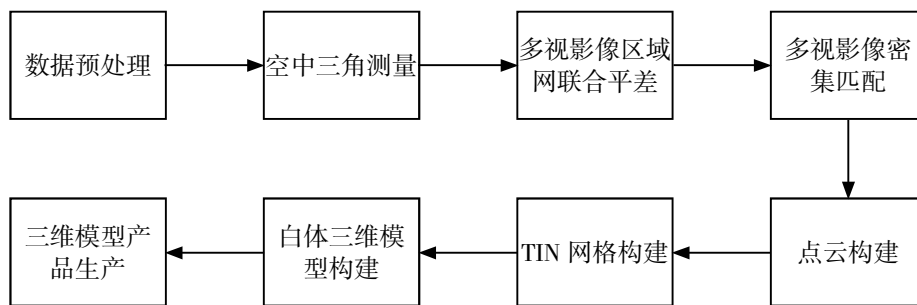 数据预处理
空中三角测量
多视影像区域
网联合平差
多视影像密
集匹配
三维模型产
品生产
白体三维模
型构建
TIN 网格构建
点云构建